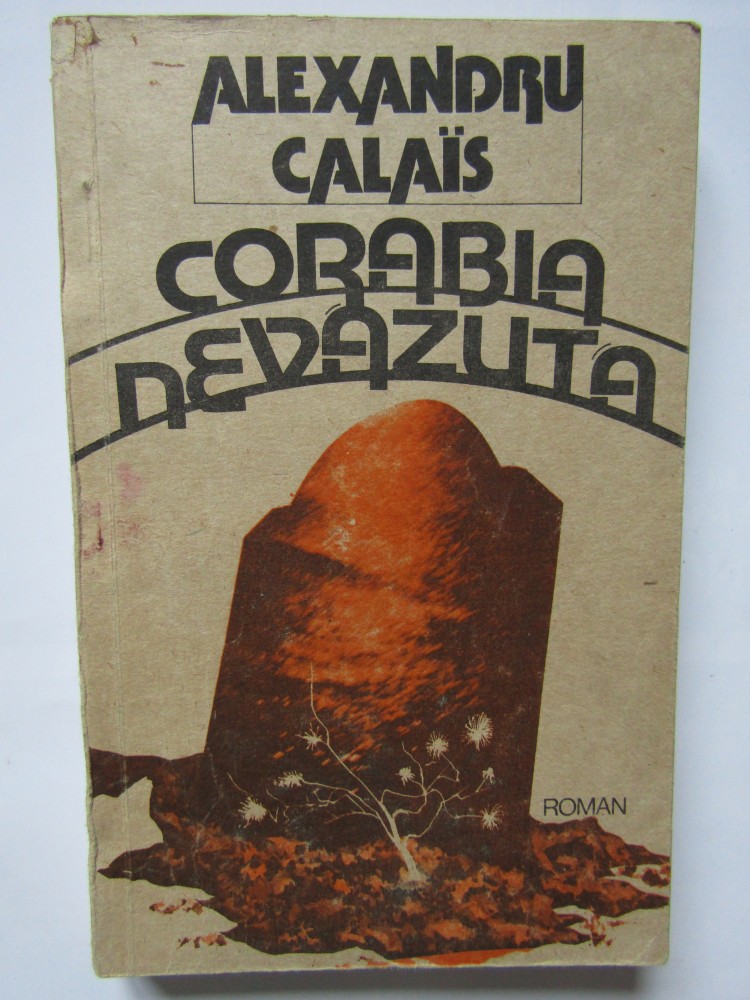 ALEXANDRU
CALAÏS
CORABIA
NEVĂZUTĂ
ROMAN